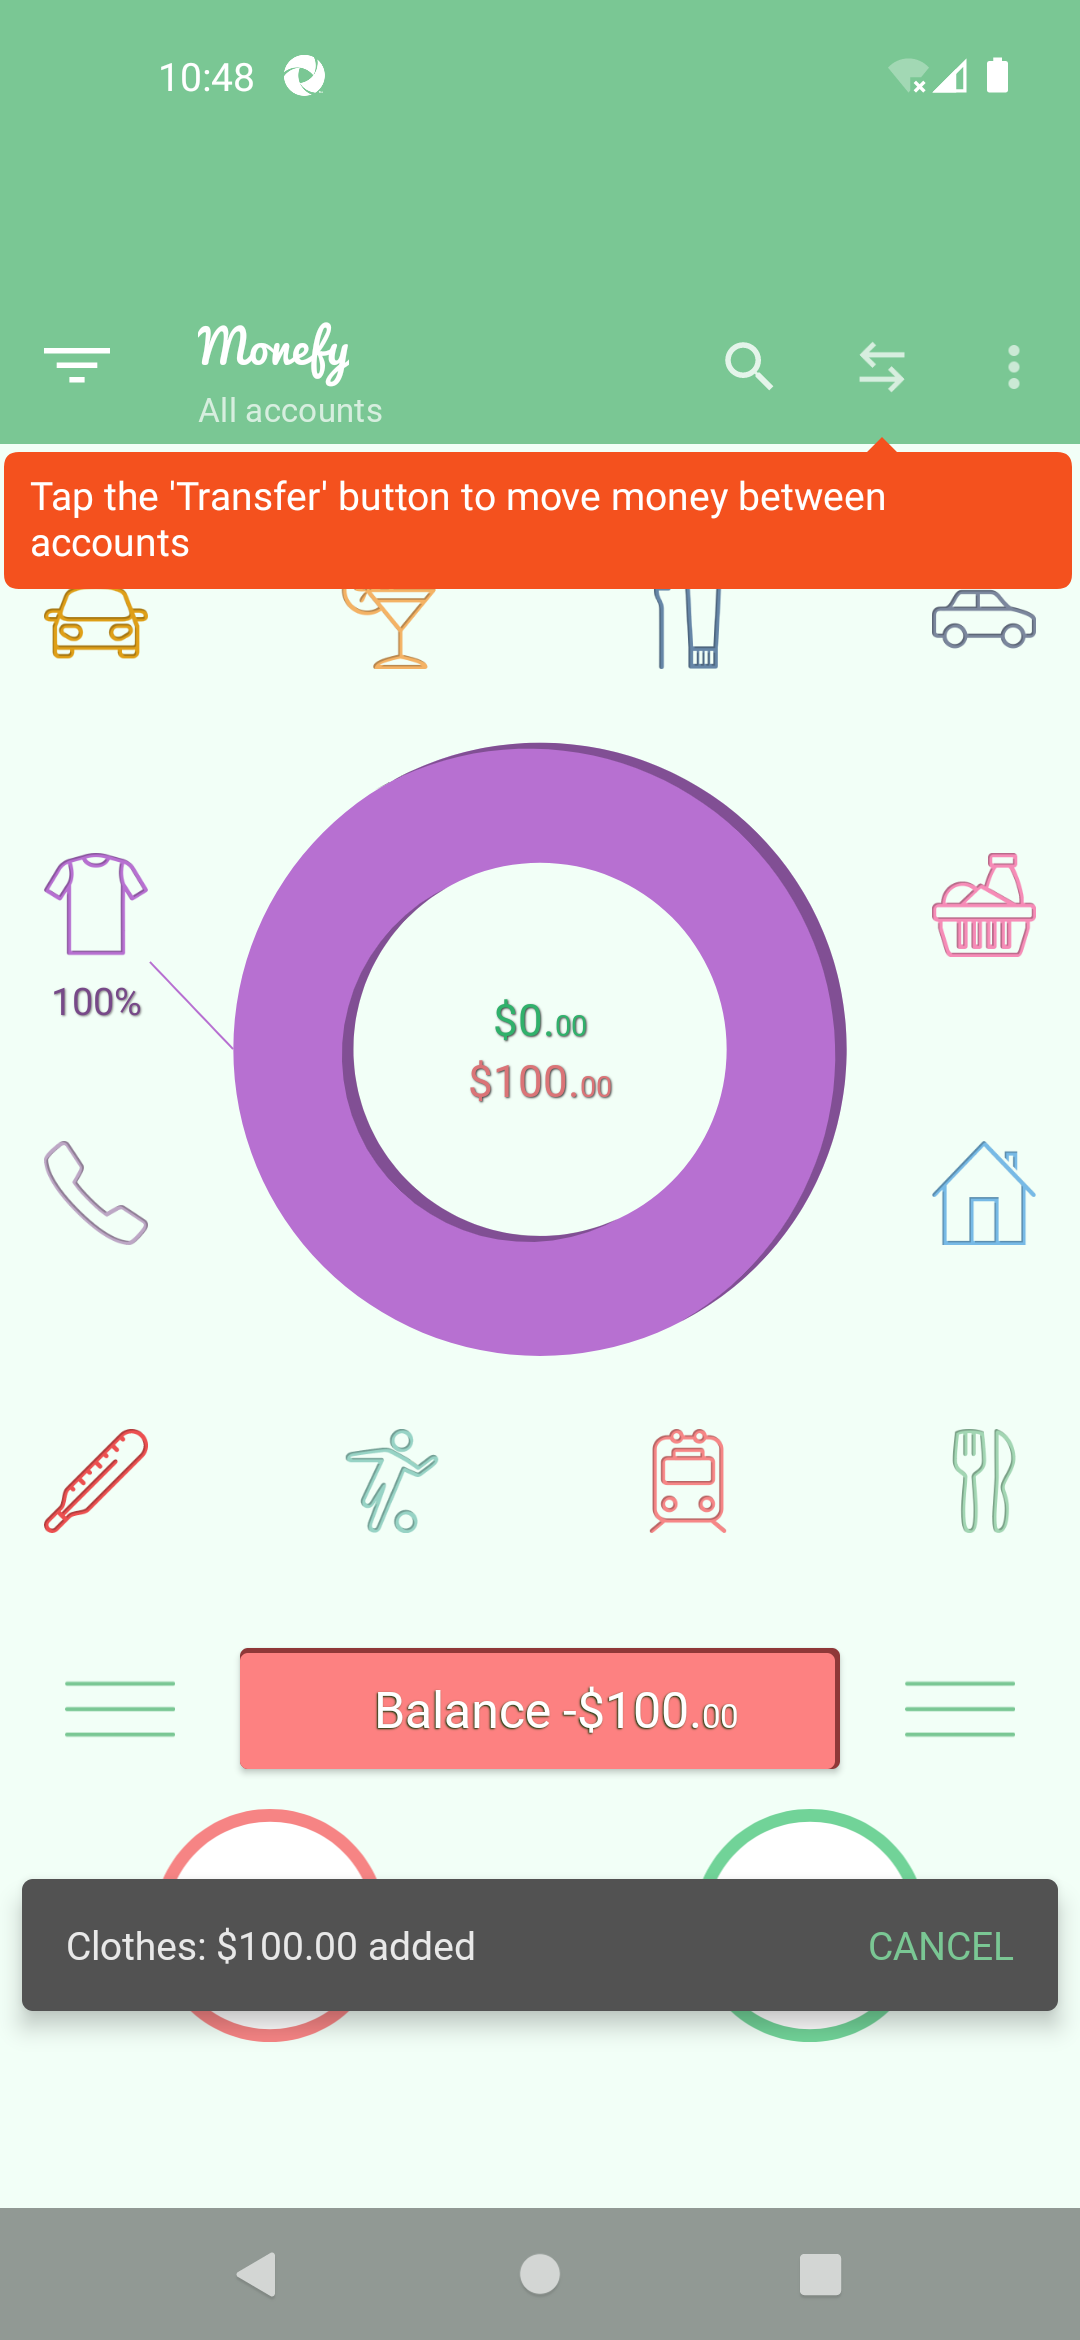 10:48
Monefy
All accounts
Tap the 'Transfer' button to move money between
accounts
100%
$0.00
$100.00
Balance -$100.00
Clothes: $100.00 added
CANCEL